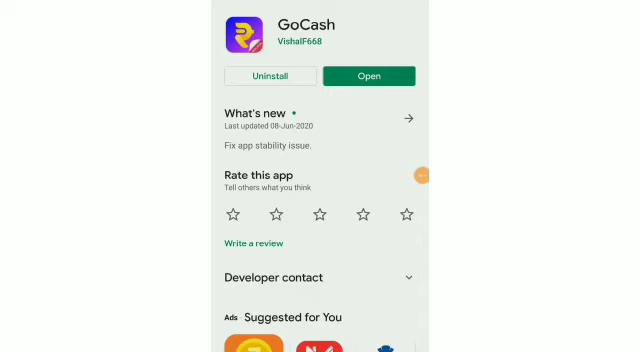 GoCash
VishalF668
Uninstall
Open
What's new
Last updated 08-Jun-2020
Fix app stability issue.
Rate this app
Tell others what you think
Write a review
Developer contact
Ads · Suggested for You